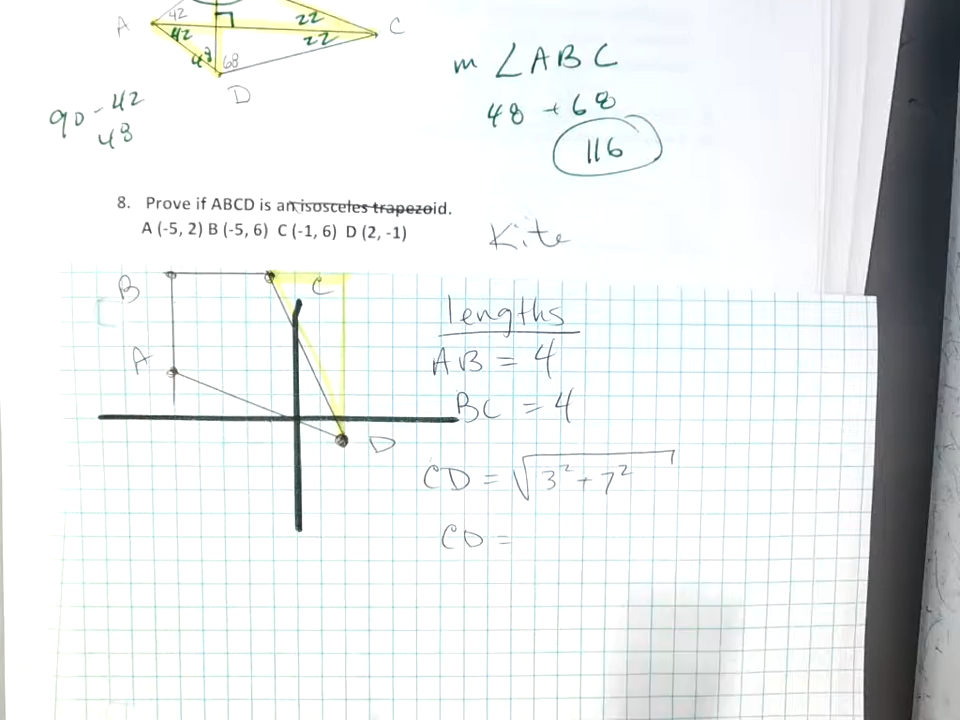 A 42 22 C
42 22
48 68
D
90 - 42
48
m ∠ABC
48 + 68
116
8. Prove if ABCD is an isosceles trapezoid.
A (-5, 2) B (-5, 6) C (-1, 6) D (2, -1)
Kite
B C
A
D
lengths
AB = 4
BC = 4
CD = √3² + 7²
CD =